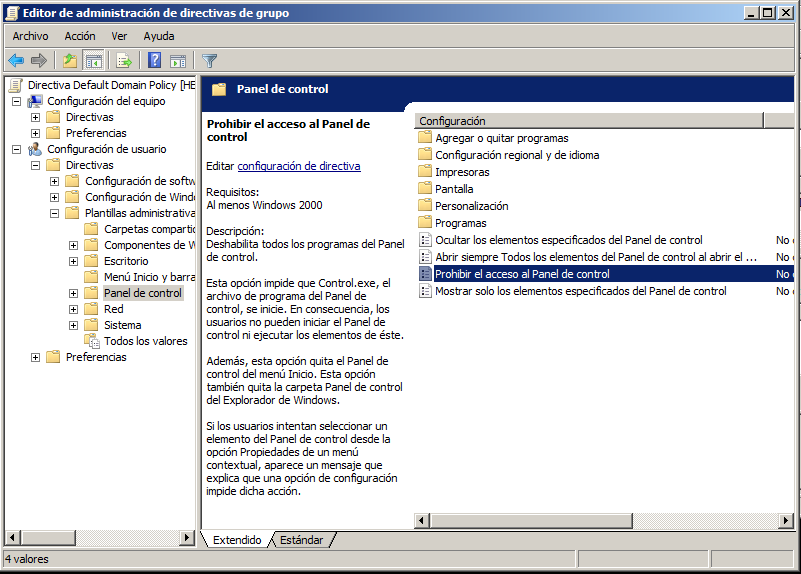 Editor de administración de directivas de grupo
Archivo Acción Ver Ayuda
Directiva Default Domain Policy [HE
Configuración del equipo
Directivas
Preferencias
Configuración de usuario
Directivas
Configuración de softw
Configuración de Windo
Plantillas administrativa
Carpetas compartic
Componentes de W
Escritorio
Menú Inicio y barra
Panel de control
Red
Sistema
Todos los valores
Preferencias
Panel de control
Prohibir el acceso al Panel de
control
Editar configuración de directiva
Requisitos:
Al menos Windows 2000
Descripción:
Deshabilita todos los programas del Panel
de control.
Esta opción impide que Control.exe, el
archivo de programa del Panel de
control, se inicie. En consecuencia, los
usuarios no pueden iniciar el Panel de
control ni ejecutar los elementos de éste.
Además, esta opción quita el Panel de
control del menú Inicio. Esta opción
también quita la carpeta Panel de control
del Explorador de Windows.
Si los usuarios intentan seleccionar un
elemento del Panel de control desde la
opción Propiedades de un menú
contextual, aparece un mensaje que
explica que una opción de configuración
impide dicha acción.
Configuración
Agregar o quitar programas
Configuración regional y de idioma
Impresoras
Pantalla
Personalización
Programas
Ocultar los elementos especificados del Panel de control No c
Abrir siempre Todos los elementos del Panel de control al abrir el ... No c
Prohibir el acceso al Panel de control No c
Mostrar solo los elementos especificados del Panel de control No c
Extendido Estándar
4 valores